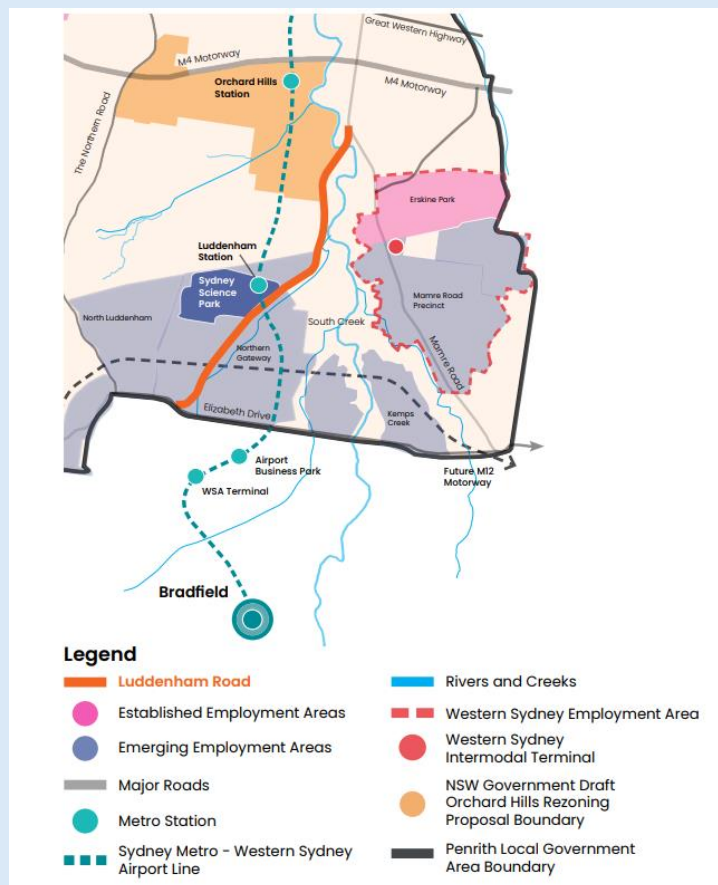 Great Western Highway
M4 Motorway
Orchard Hills
Station
M4 Motorway
The Northern Road
Erskine Park
Luddenham
Station
Sydney
Science
Park
Mamre Road
Precinct
North Luddenham
South Creek
Northern
Gateway
Mamre Road
Elizabeth Drive
Kemps
Creek
Airport
Business Park
Future M12
Motorway
WSA Terminal
Bradfield
Legend
Luddenham Road
Established Employment Areas
Emerging Employment Areas
Major Roads
Metro Station
Sydney Metro - Western Sydney
Airport Line
Rivers and Creeks
Western Sydney Employment Area
Western Sydney
Intermodal Terminal
NSW Government Draft
Orchard Hills Rezoning
Proposal Boundary
Penrith Local Government
Area Boundary